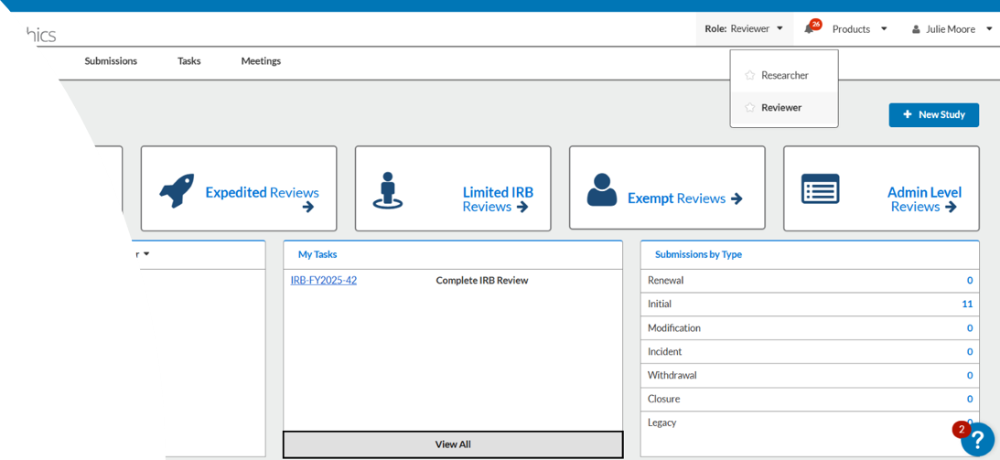 hics
Role: Reviewer
26
Products
Julie Moore
Submissions
Tasks
Meetings
Researcher
Reviewer
New Study
Expedited Reviews
Limited IRB
Reviews
Exempt Reviews
Admin Level
Reviews
r
My Tasks
IRB-FY2025-42
Complete IRB Review
View All
Submissions by Type
Renewal 0
Initial 11
Modification 0
Incident 0
Withdrawal 0
Closure 0
Legacy 0
2
?